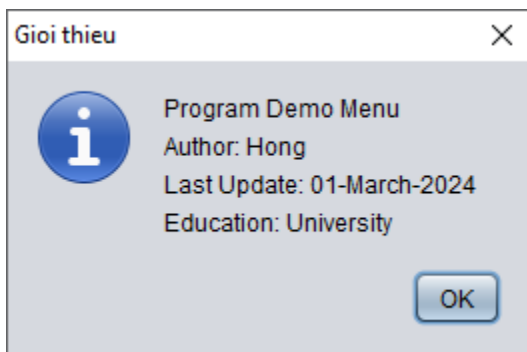 Gioi thieu
Program Demo Menu
Author: Hong
Last Update: 01-March-2024
Education: University
OK